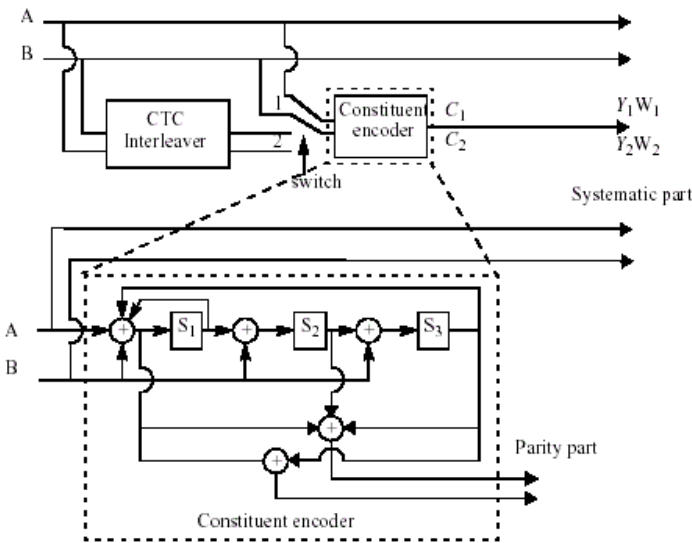 A
B
CTC
Interleaver
1
2
switch
Constituent
encoder
C1
C2
Y1W1
Y2W2
Systematic part
A
B
+
S1
+
S2
+
S3
+
+
Parity part
Constituent encoder